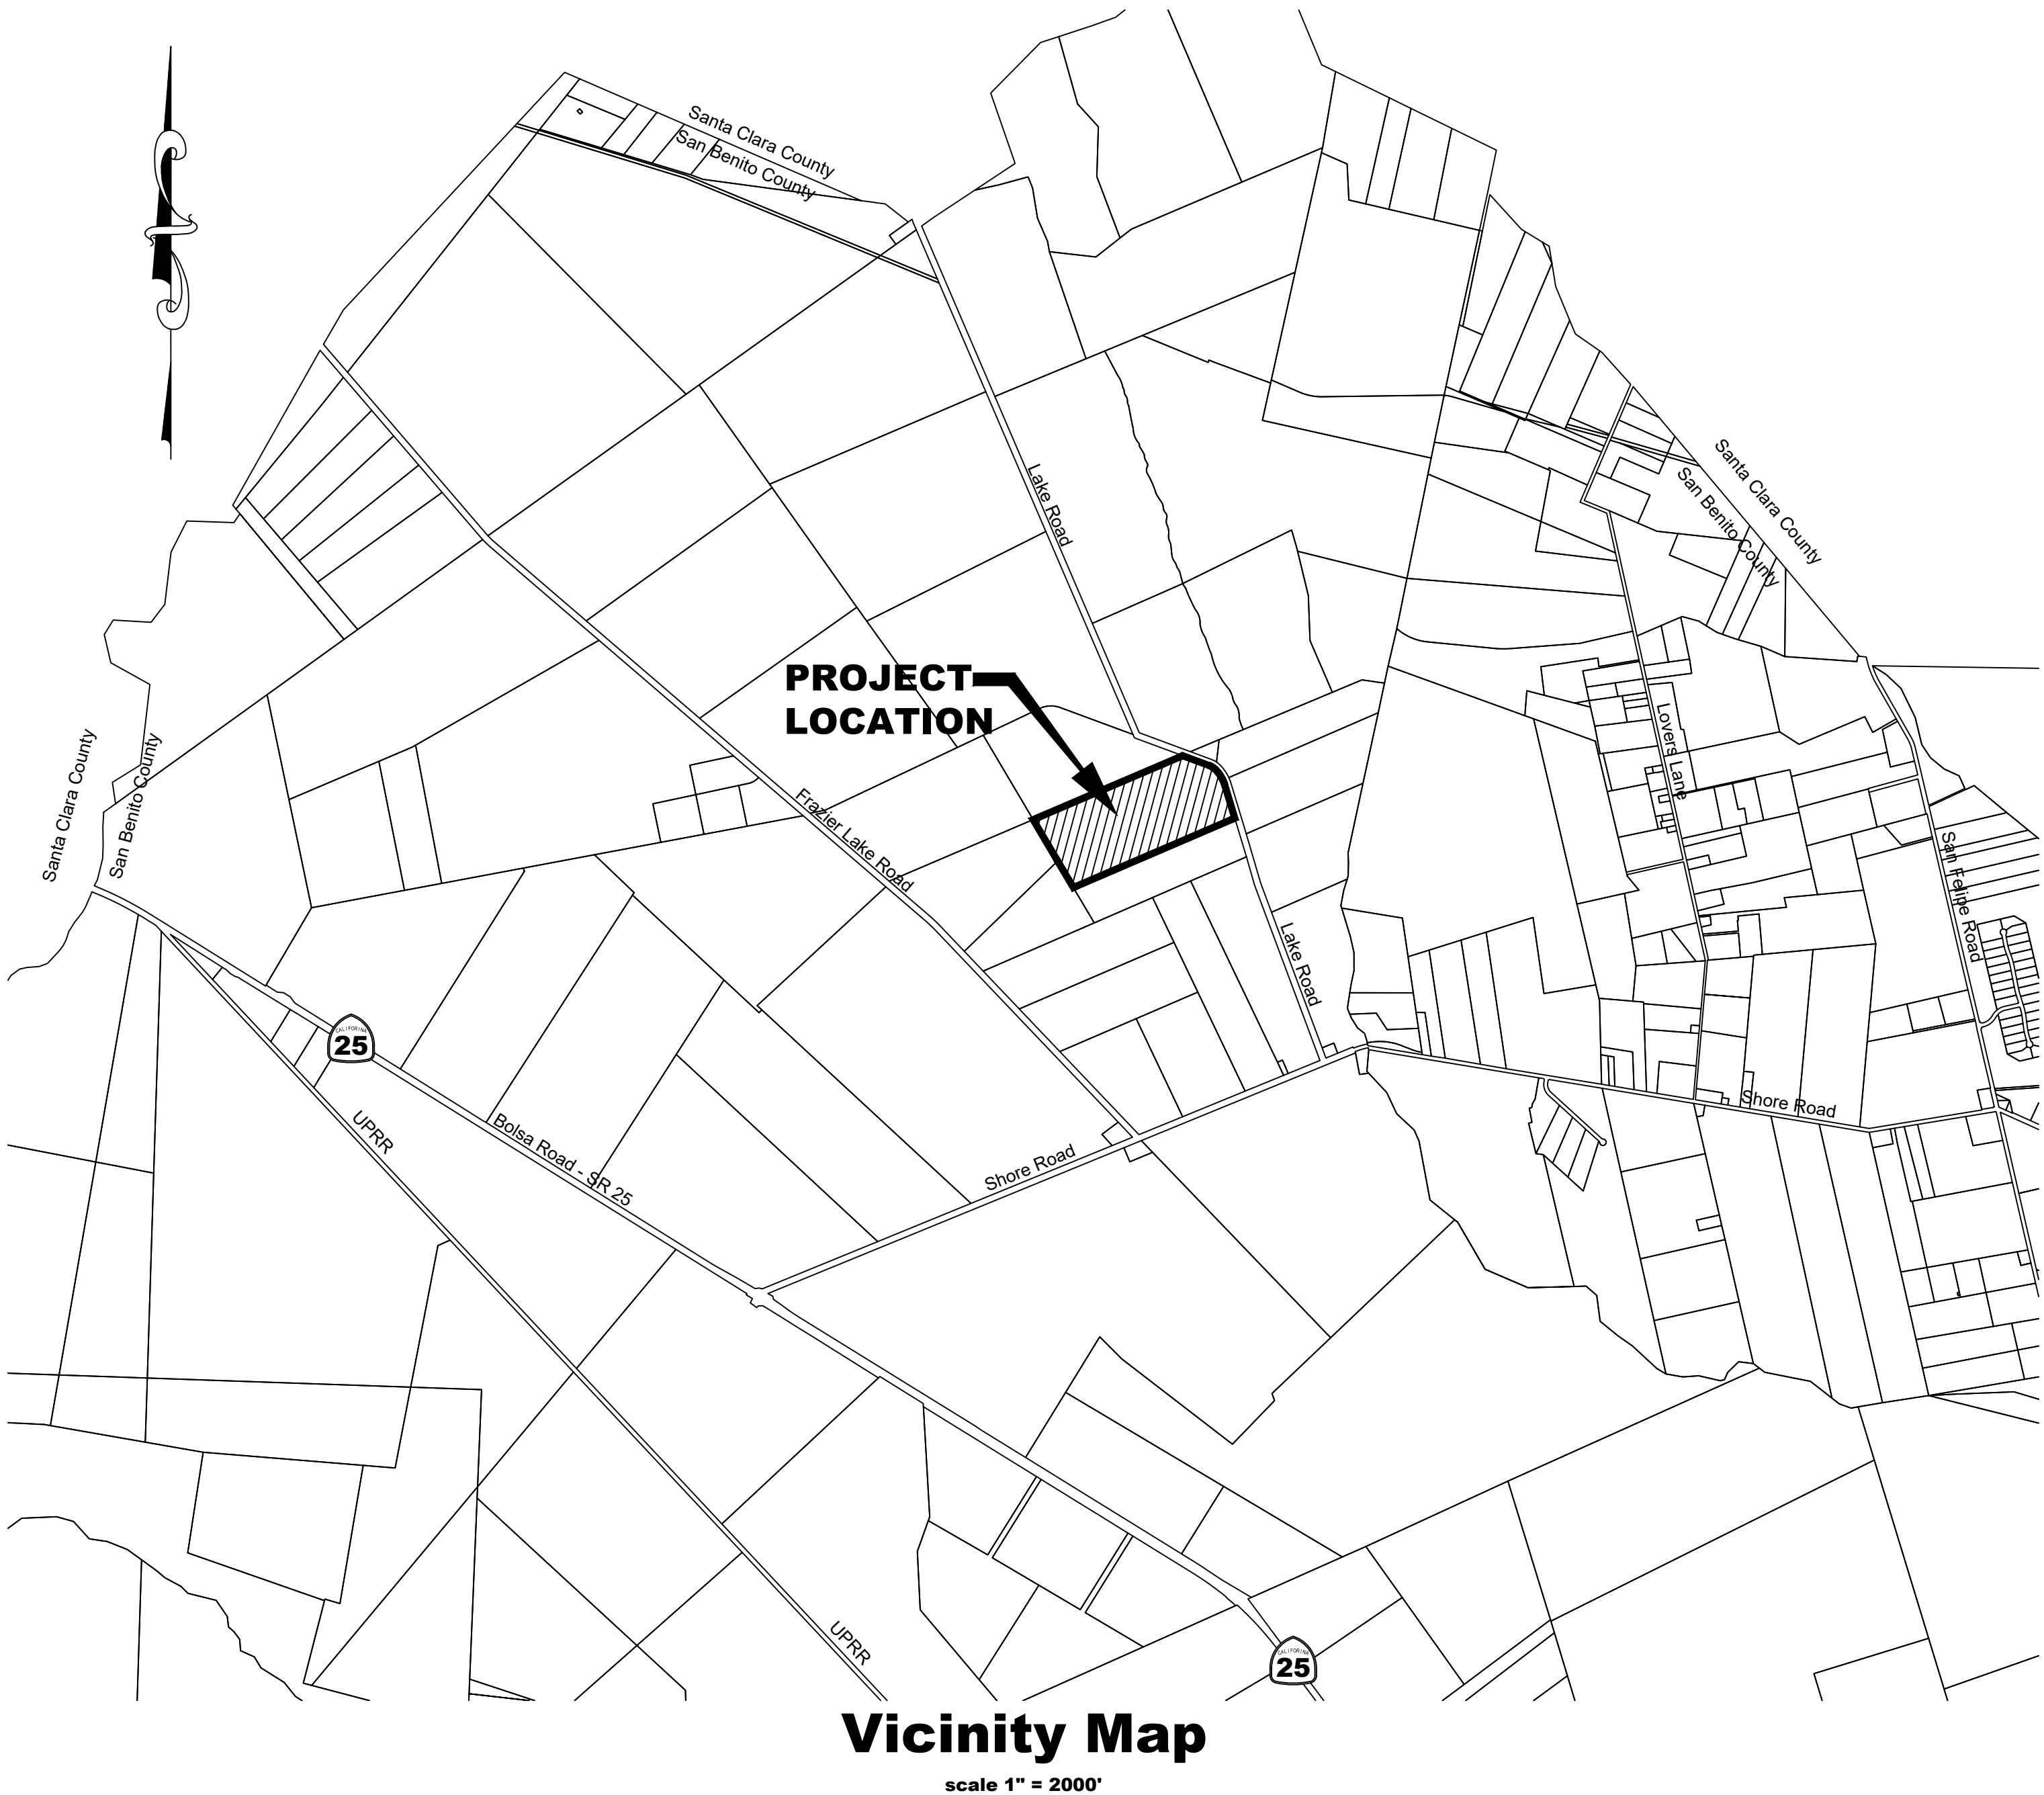 Santa Clara County
San Benito County
Lake Road
Santa Clara County
San Benito County
PROJECT
LOCATION
Lovers Lane
Santa Clara County
San Benito County
Frazier Lake Road
San Felipe Road
Lake Road
CALIFORINA
25
UPRR
Bolsa Road - SR 25
Shore Road
Shore Road
UPRR
CALIFORINA
25
Vicinity Map
scale 1" = 2000'